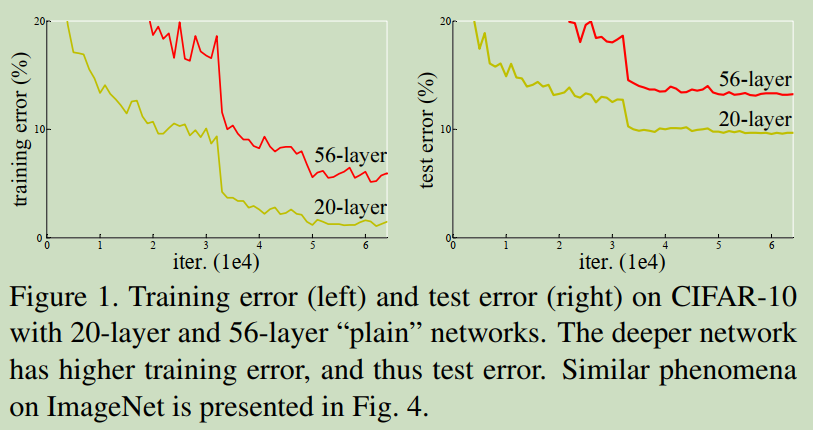 20
10
0
training error (%)
56-layer
20-layer
0 1 2 3 4 5 6
iter. (1e4)
20
10
0
test error (%)
56-layer
20-layer
0 1 2 3 4 5 6
iter. (1e4)
Figure 1. Training error (left) and test error (right) on CIFAR-10
with 20-layer and 56-layer “plain” networks. The deeper network
has higher training error, and thus test error. Similar phenomena
on ImageNet is presented in Fig. 4.